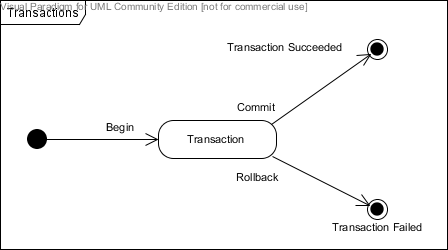 Visual Paradigm for UML Community Edition [not for commercial use]
Transactions
Transaction Succeeded
Commit
Begin
Transaction
Rollback
Transaction Failed